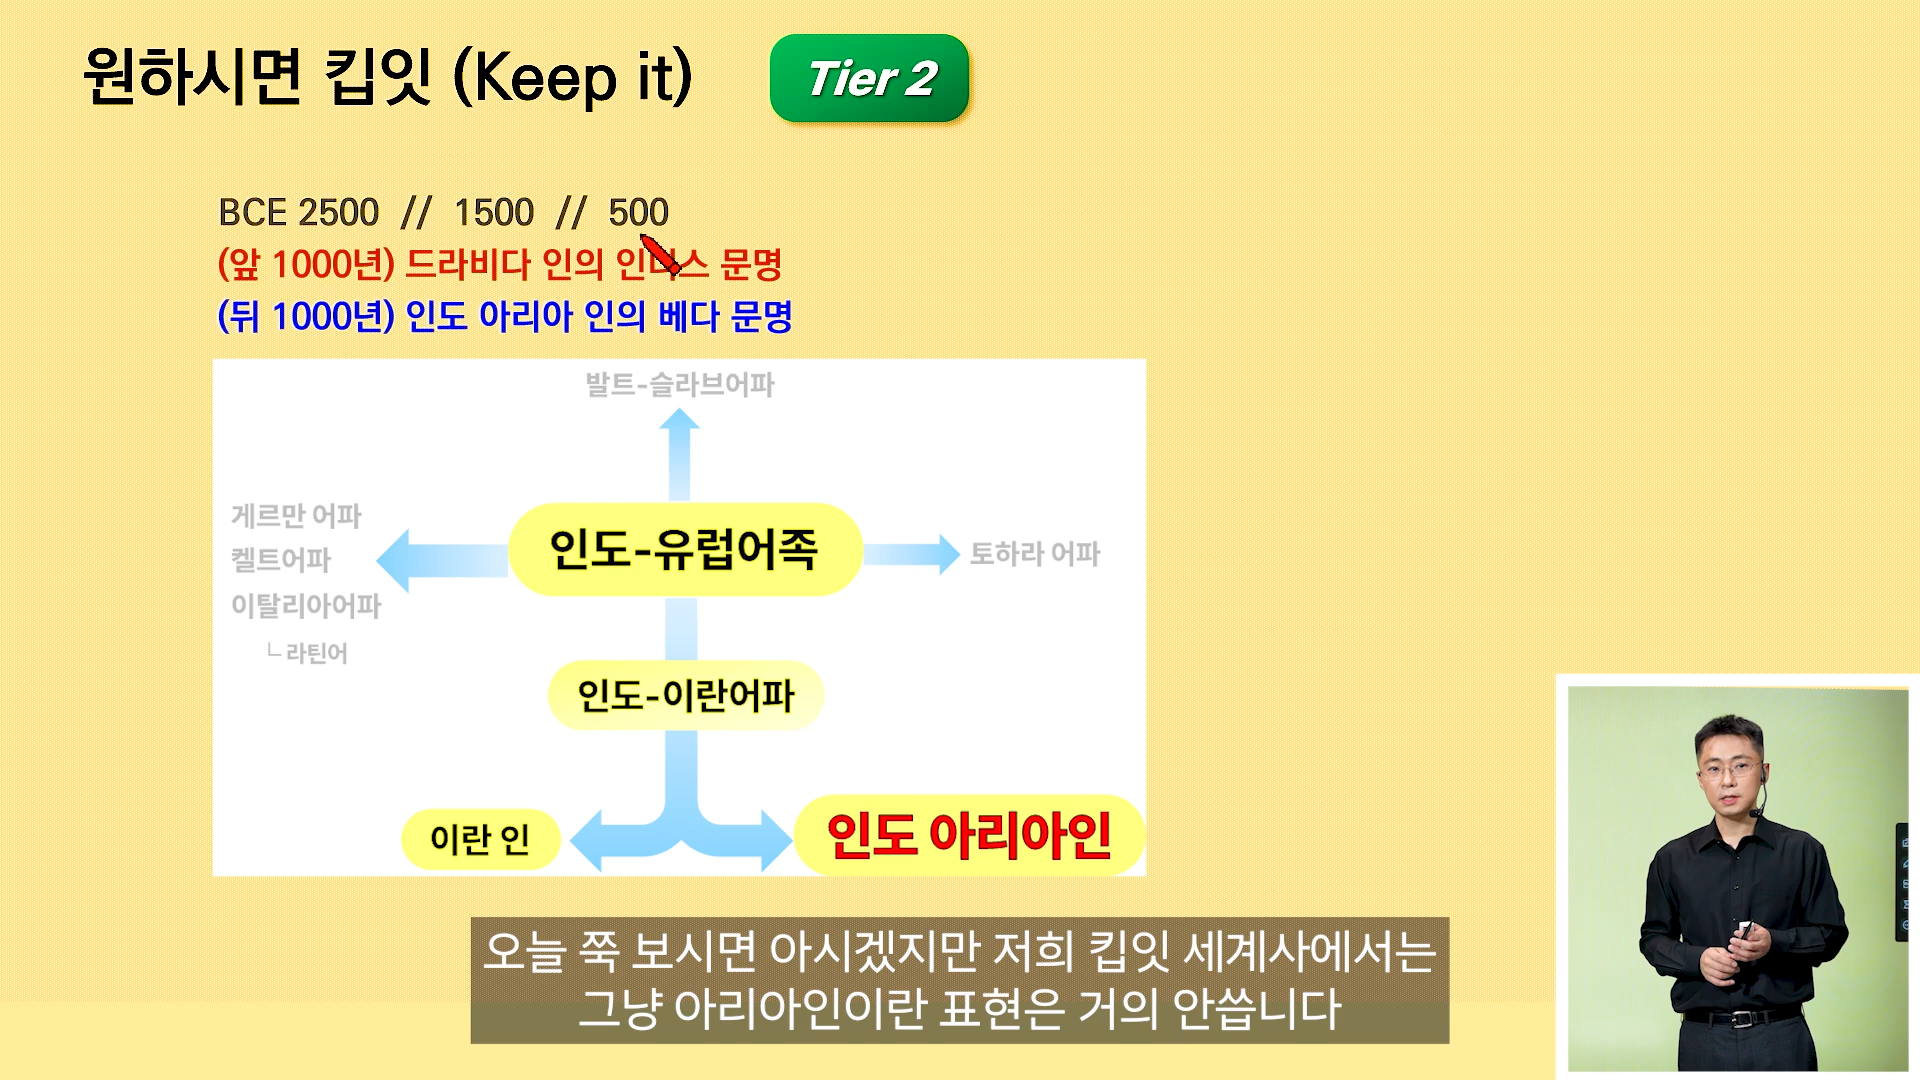 원하시면 킵잇 (Keep it)
Tier 2
BCE 2500 // 1500 // 500
(앞 1000년) 드라비다 인의 인더스 문명
(뒤 1000년) 인도 아리아 인의 베다 문명
발트-슬라브어파
게르만 어파
켈트어파
이탈리아어파
ㄴ라틴어
인도-유럽어족
토하라 어파
인도-이란어파
이란 인
인도 아리아인
오늘 쭉 보시면 아시겠지만 저희 킵잇 세계사에서는
그냥 아리아인이란 표현은 거의 안씁니다